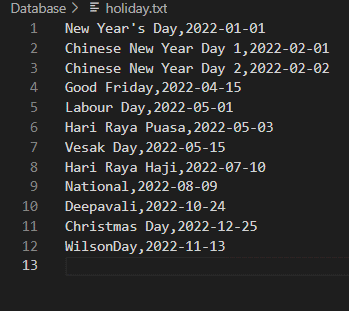 Database > holiday.txt
1 New Year's Day,2022-01-01
2 Chinese New Year Day 1,2022-02-01
3 Chinese New Year Day 2,2022-02-02
4 Good Friday,2022-04-15
5 Labour Day,2022-05-01
6 Hari Raya Puasa,2022-05-03
7 Vesak Day,2022-05-15
8 Hari Raya Haji,2022-07-10
9 National,2022-08-09
10 Deepavali,2022-10-24
11 Christmas Day,2022-12-25
12 WilsonDay,2022-11-13
13